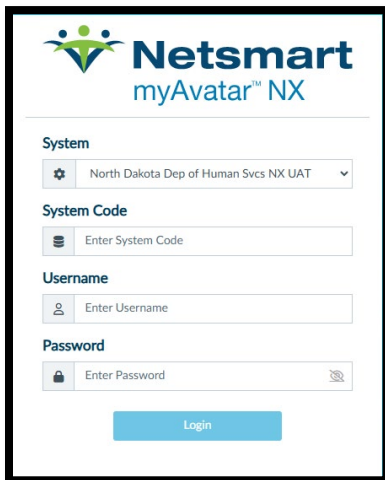 Netsmart
myAvatar™ NX
System
North Dakota Dep of Human Svcs NX UAT
System Code
Enter System Code
Username
Enter Username
Password
Enter Password
Login